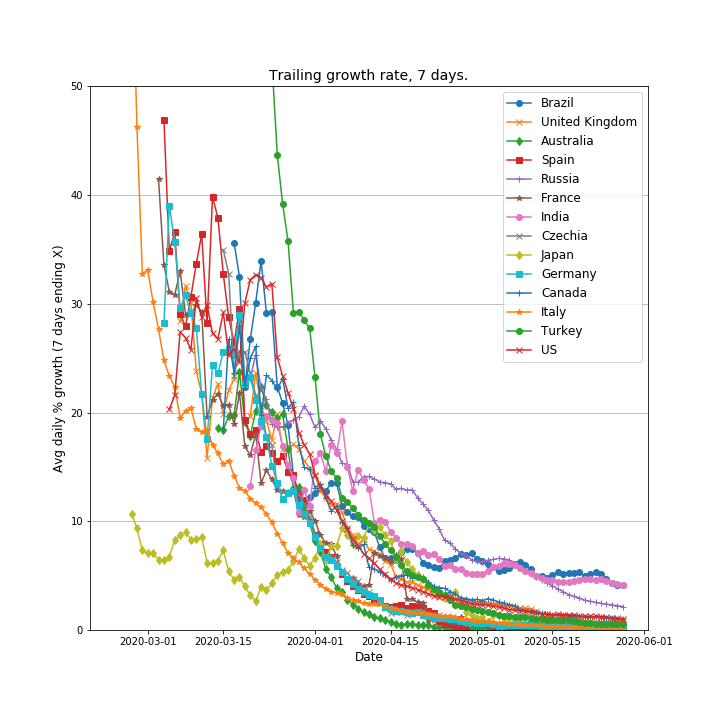 Trailing growth rate, 7 days.
50
40
30
20
10
0
Avg daily % growth (7 days ending X)
Brazil
United Kingdom
Australia
Spain
Russia
France
India
Czechia
Japan
Germany
Canada
Italy
Turkey
US
2020-03-01
2020-03-15
2020-04-01
2020-04-15
2020-05-01
2020-05-15
2020-06-01
Date